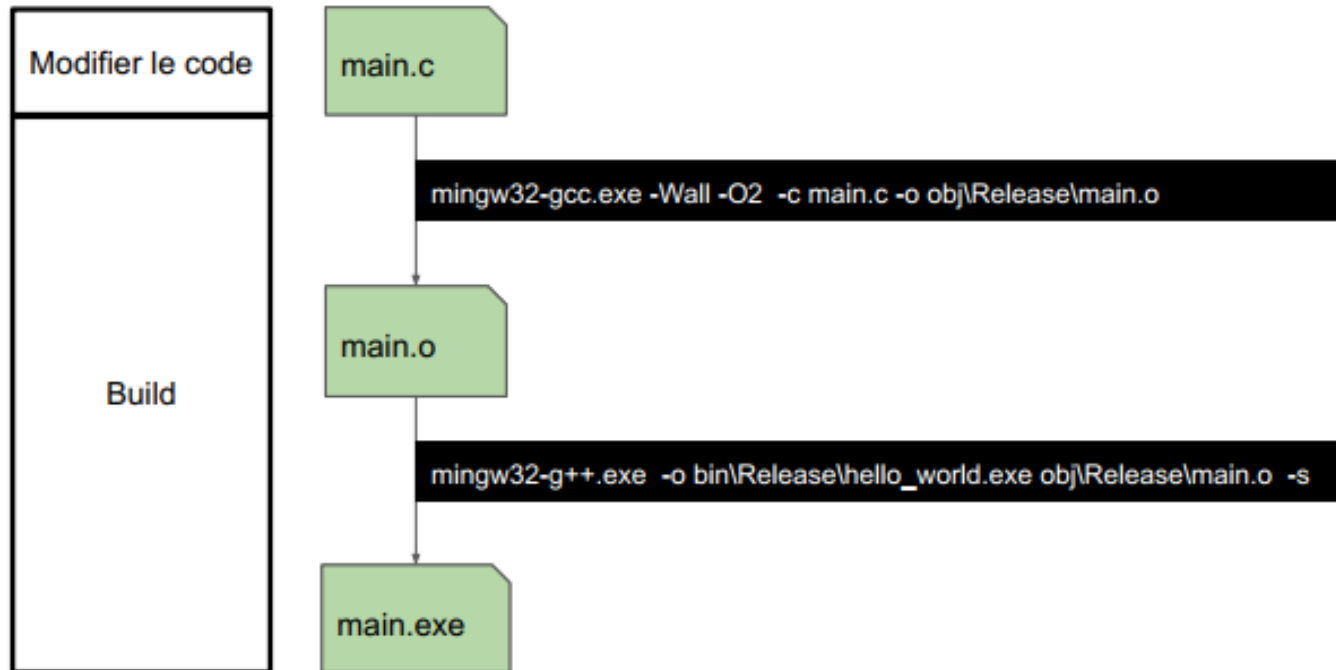 Modifier le code
main.c
mingw32-gcc.exe -Wall -O2  -c main.c -o obj\Release\main.o
main.o
Build
mingw32-g++.exe  -o bin\Release\hello_world.exe obj\Release\main.o  -s
main.exe